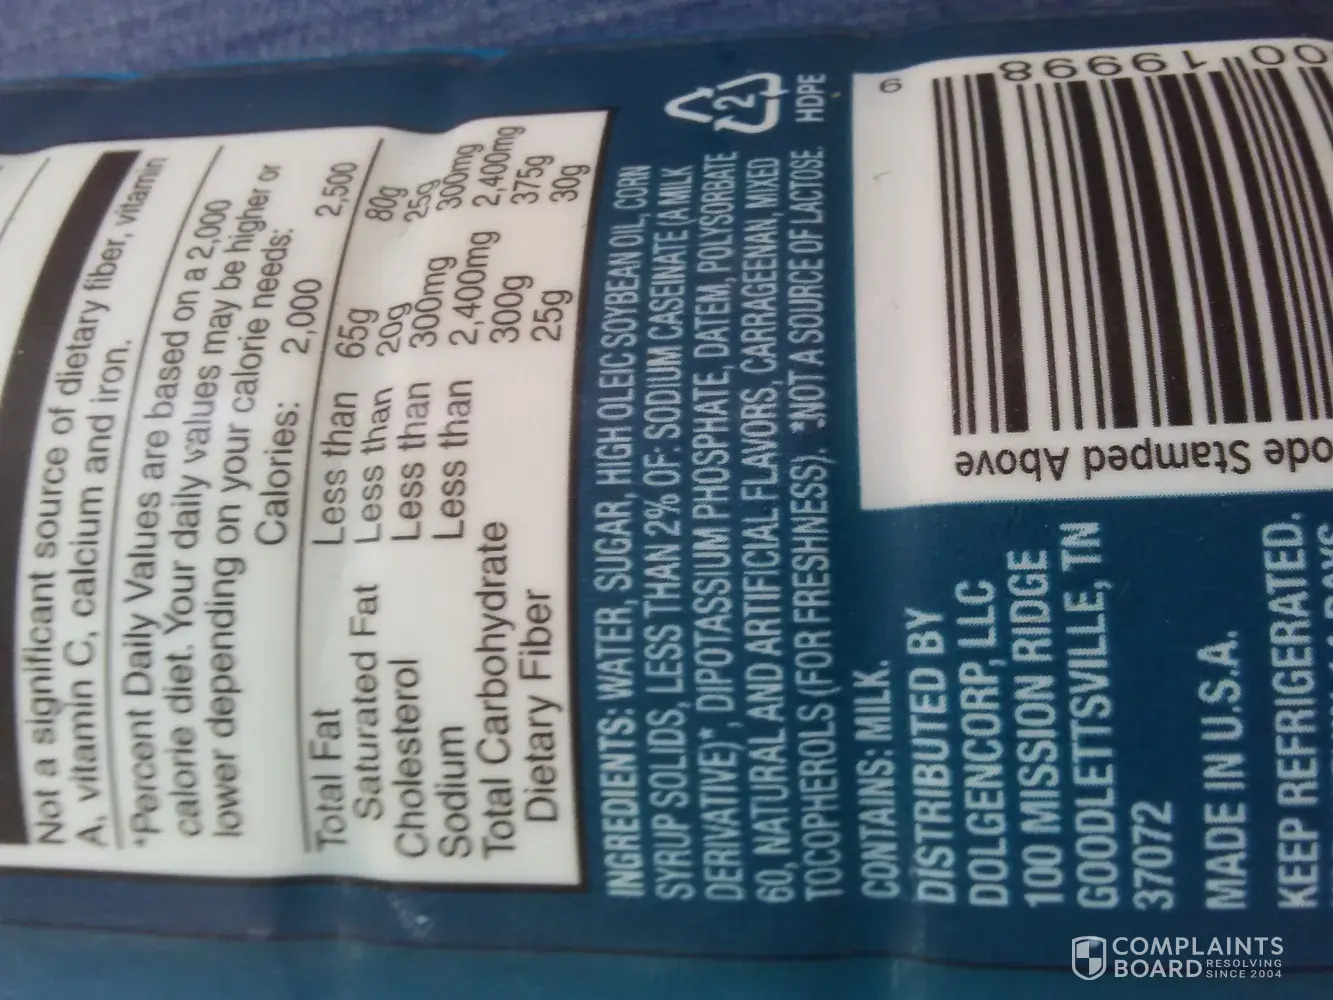 Not a significant source of dietary fiber, vitamin
A, vitamin C, calcium and iron.
*Percent Daily Values are based on a 2,000
calorie diet. Your daily values may be higher or
lower depending on your calorie needs:
Calories: 2,000 2,500
Total Fat Less than 65g 80g
Saturated Fat Less than 20g 25g
Cholesterol Less than 300mg 300mg
Sodium Less than 2,400mg 2,400mg
Total Carbohydrate 300g 375g
Dietary Fiber 25g 30g
INGREDIENTS: WATER, SUGAR, HIGH OLEIC SOYBEAN OIL, CORN
SYRUP SOLIDS, LESS THAN 2% OF: SODIUM CASEINATE (A MILK
DERIVATIVE)*, DIPOTASSIUM PHOSPHATE, DATEM, POLYSORBATE
60, NATURAL AND ARTIFICIAL FLAVORS, CARRAGEENAN, MIXED
TOCOPHEROLS (FOR FRESHNESS). *NOT A SOURCE OF LACTOSE.
CONTAINS: MILK.
2
HDPE
DISTRIBUTED BY
DOLGENCORP, LLC
100 MISSION RIDGE
GOODLETTSVILLE, TN
37072
MADE IN U.S.A.
KEEP REFRIGERATED.
ode Stamped Above
00 19998
9
COMPLAINTS
BOARD RESOLVING
SINCE 2004